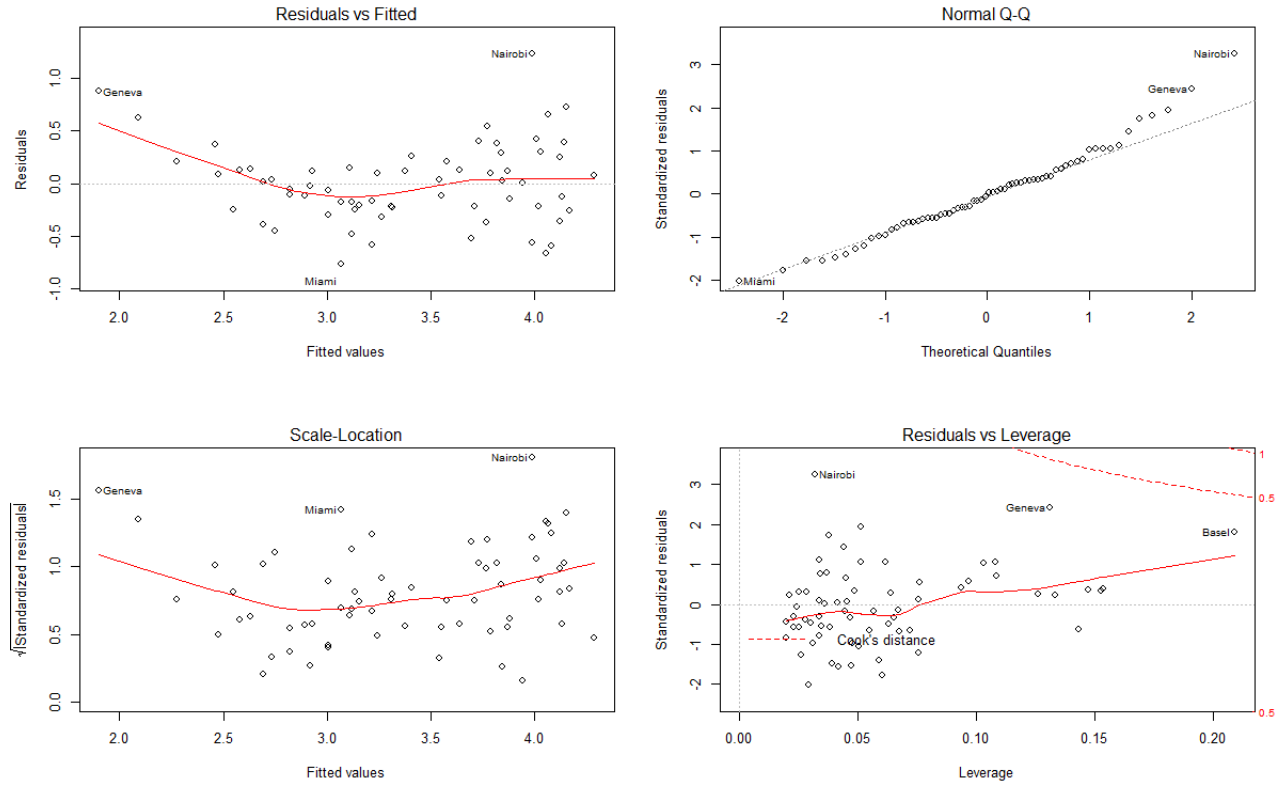 Residuals vs Fitted
Residuals
1.0
0.5
0.0
-0.5
-1.0
Nairobi
Geneva
Miami
2.0 2.5 3.0 3.5 4.0
Fitted values
Normal Q-Q
Standardized residuals
3
2
1
0
-1
-2
Nairobi
Geneva
Miami
-2 -1 0 1 2
Theoretical Quantiles
Scale-Location
√|Standardized residuals|
1.5
1.0
0.5
0.0
Nairobi
Geneva
Miami
2.0 2.5 3.0 3.5 4.0
Fitted values
Residuals vs Leverage
Standardized residuals
3
2
1
0
-1
-2
Nairobi
Geneva
Basel
Cook's distance
1
0.5
0.5
0.00 0.05 0.10 0.15 0.20
Leverage